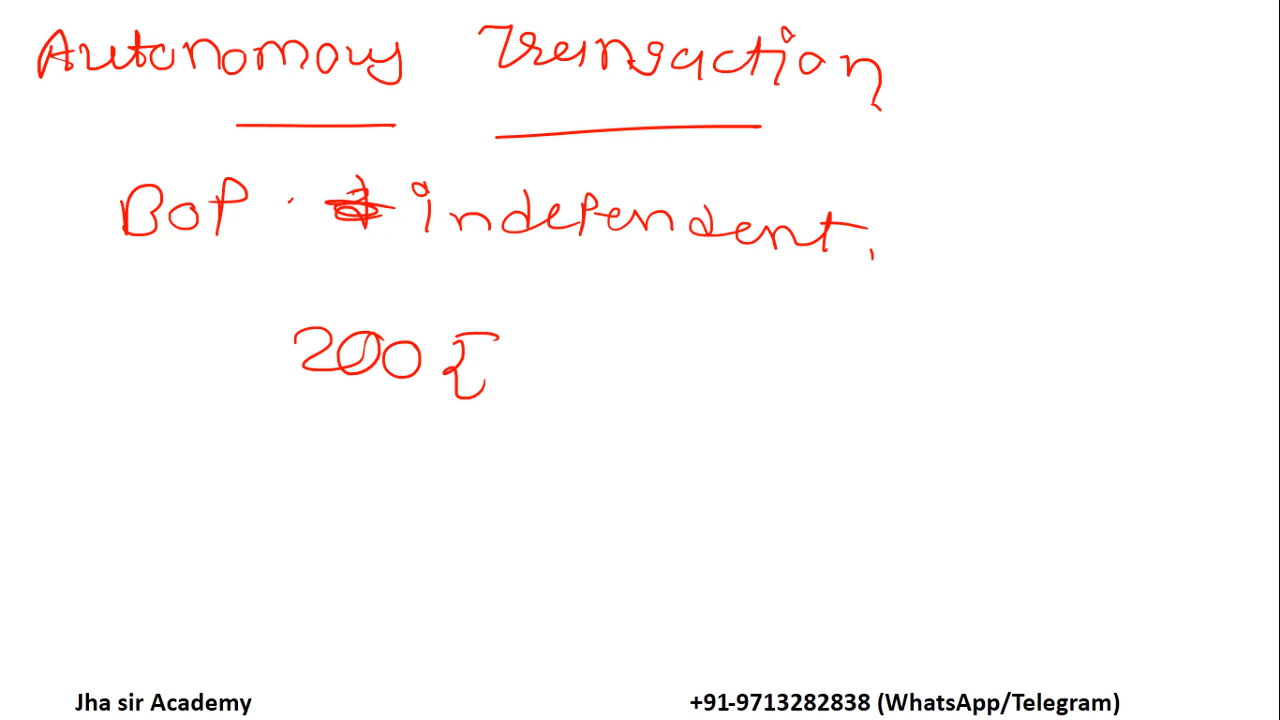 Autonomous Transaction
BoP independent.
200 ₹
Jha sir Academy
+91-9713282838 (WhatsApp/Telegram)